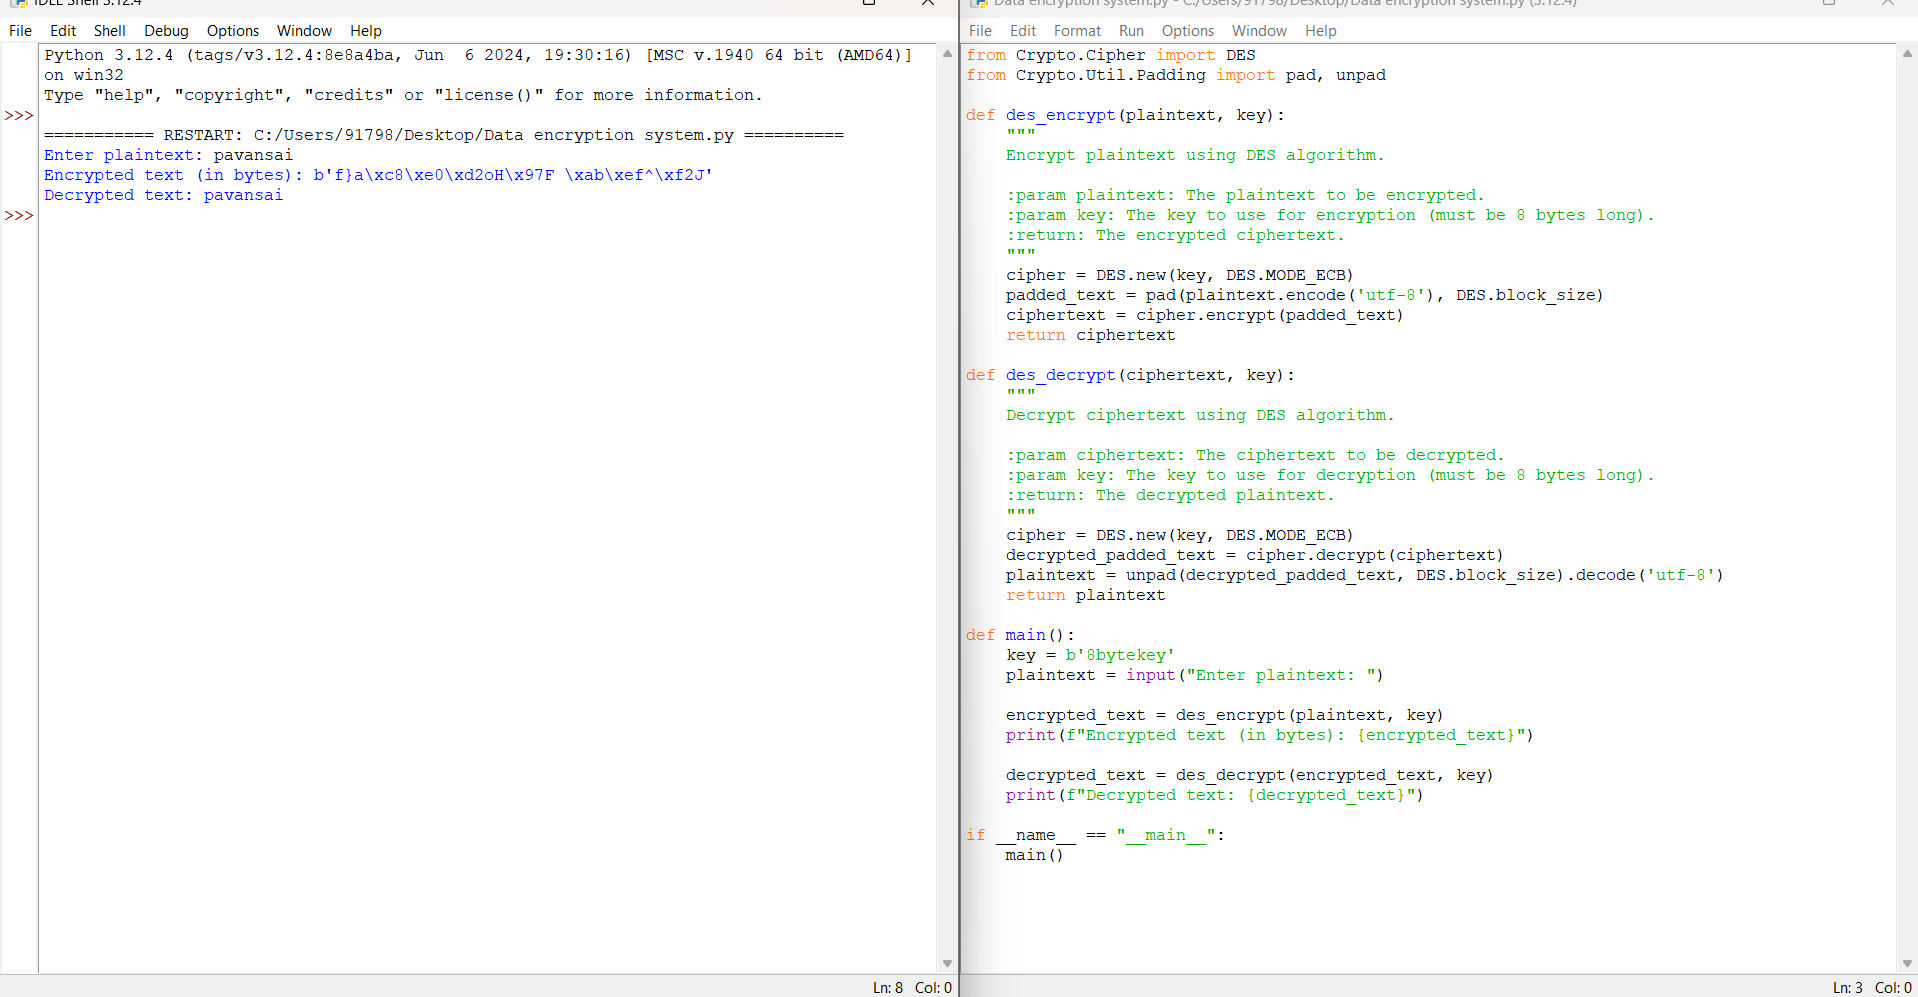 IDLE Shell 3.12.4
File Edit Shell Debug Options Window Help
Python 3.12.4 (tags/v3.12.4:8e8a4ba, Jun  6 2024, 19:30:16) [MSC v.1940 64 bit (AMD64)]
on win32
Type "help", "copyright", "credits" or "license()" for more information.
>>>
=========== RESTART: C:/Users/91798/Desktop/Data encryption system.py ==========
Enter plaintext: pavansai
Encrypted text (in bytes): b'f}a\xc8\xe0\xd2oH\x97F \xab\xef^\xf2J'
Decrypted text: pavansai
>>>
Ln: 8 Col: 0
Data encryption system.py - C:/Users/91798/Desktop/Data encryption system.py (3.12.4)
File Edit Format Run Options Window Help
from Crypto.Cipher import DES
from Crypto.Util.Padding import pad, unpad
def des_encrypt(plaintext, key):
    """
    Encrypt plaintext using DES algorithm.
    :param plaintext: The plaintext to be encrypted.
    :param key: The key to use for encryption (must be 8 bytes long).
    :return: The encrypted ciphertext.
    """
    cipher = DES.new(key, DES.MODE_ECB)
    padded_text = pad(plaintext.encode('utf-8'), DES.block_size)
    ciphertext = cipher.encrypt(padded_text)
    return ciphertext
def des_decrypt(ciphertext, key):
    """
    Decrypt ciphertext using DES algorithm.
    :param ciphertext: The ciphertext to be decrypted.
    :param key: The key to use for decryption (must be 8 bytes long).
    :return: The decrypted plaintext.
    """
    cipher = DES.new(key, DES.MODE_ECB)
    decrypted_padded_text = cipher.decrypt(ciphertext)
    plaintext = unpad(decrypted_padded_text, DES.block_size).decode('utf-8')
    return plaintext
def main():
    key = b'8bytekey'
    plaintext = input("Enter plaintext: ")
    encrypted_text = des_encrypt(plaintext, key)
    print(f"Encrypted text (in bytes): {encrypted_text}")
    decrypted_text = des_decrypt(encrypted_text, key)
    print(f"Decrypted text: {decrypted_text}")
if __name__ == "__main__":
    main()
Ln: 3 Col: 0